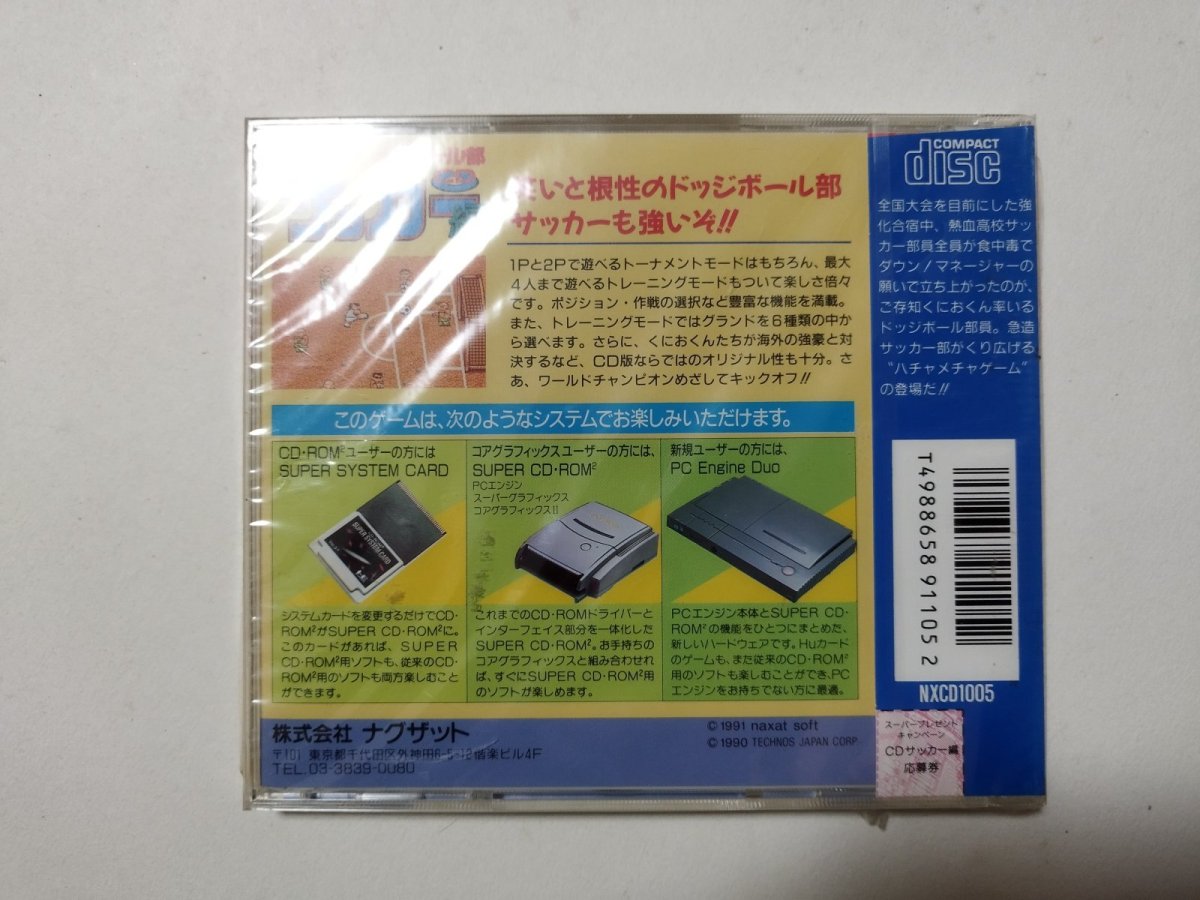 ール部
いと根性のドッジボール部
サッカーも強いぞ!!
1Pと2Pで遊べるトーナメントモードはもちろん、最大
4人まで遊べるトレーニングモードもついて楽しさ倍々
です。ポジション・作戦の選択など豊富な機能を満載。
また、トレーニングモードではグランドを6種類の中か
ら選べます。さらに、くにおくんたちが海外の強豪と対
決するなど、CD版ならではのオリジナル性も十分。さ
あ、ワールドチャンピオンめざしてキックオフ!!
このゲームは、次のようなシステムでお楽しみいただけます。
CD・ROM²ユーザーの方には
SUPER SYSTEM CARD
SUPER SYSTEM CARD
システムカードを変更するだけでCD・
ROM²がSUPER CD・ROM²に。
このカードがあれば、SUPER
CD・ROM²用ソフトも、従来のCD・
ROM²用のソフトも両方楽しむこと
ができます。
コアグラフィックスユーザーの方には、
SUPER CD・ROM²
PCエンジン
スーパーグラフィックス
コアグラフィックスII
これまでのCD・ROMドライバーと
インターフェイス部分を一体化した
SUPER CD・ROM²。お手持ちの
コアグラフィックスと組み合わせれ
ば、すぐにSUPER CD・ROM²用
のソフトが楽しめます。
新規ユーザーの方には、
PC Engine Duo
PCエンジン本体とSUPER CD・
ROM²の機能をひとつにまとめた、
新しいハードウェアです。Huカード
のゲームも、また従来のCD・ROM²
用のソフトも楽しむことができ、PC
エンジンをお持ちでない方に最適。
株式会社 ナグザット
〒101 東京都千代田区外神田6-5-12偕楽ビル4F
TEL.03-3839-0080
©1991 naxat soft
©1990 TECHNOS JAPAN CORP.
COMPACT
disc
全国大会を目前にした強
化合宿中、熱血高校サッ
カー部員全員が食中毒で
ダウン!マネージャーの
願いで立ち上がったのが、
ご存知くにおくん率いる
ドッジボール部員。急造
サッカー部がくり広げる
"ハチャメチャゲーム"
の登場だ!!
T4988658911052
NXCD1005
スーパープレゼント
キャンペーン
CDサッカー編
応募券